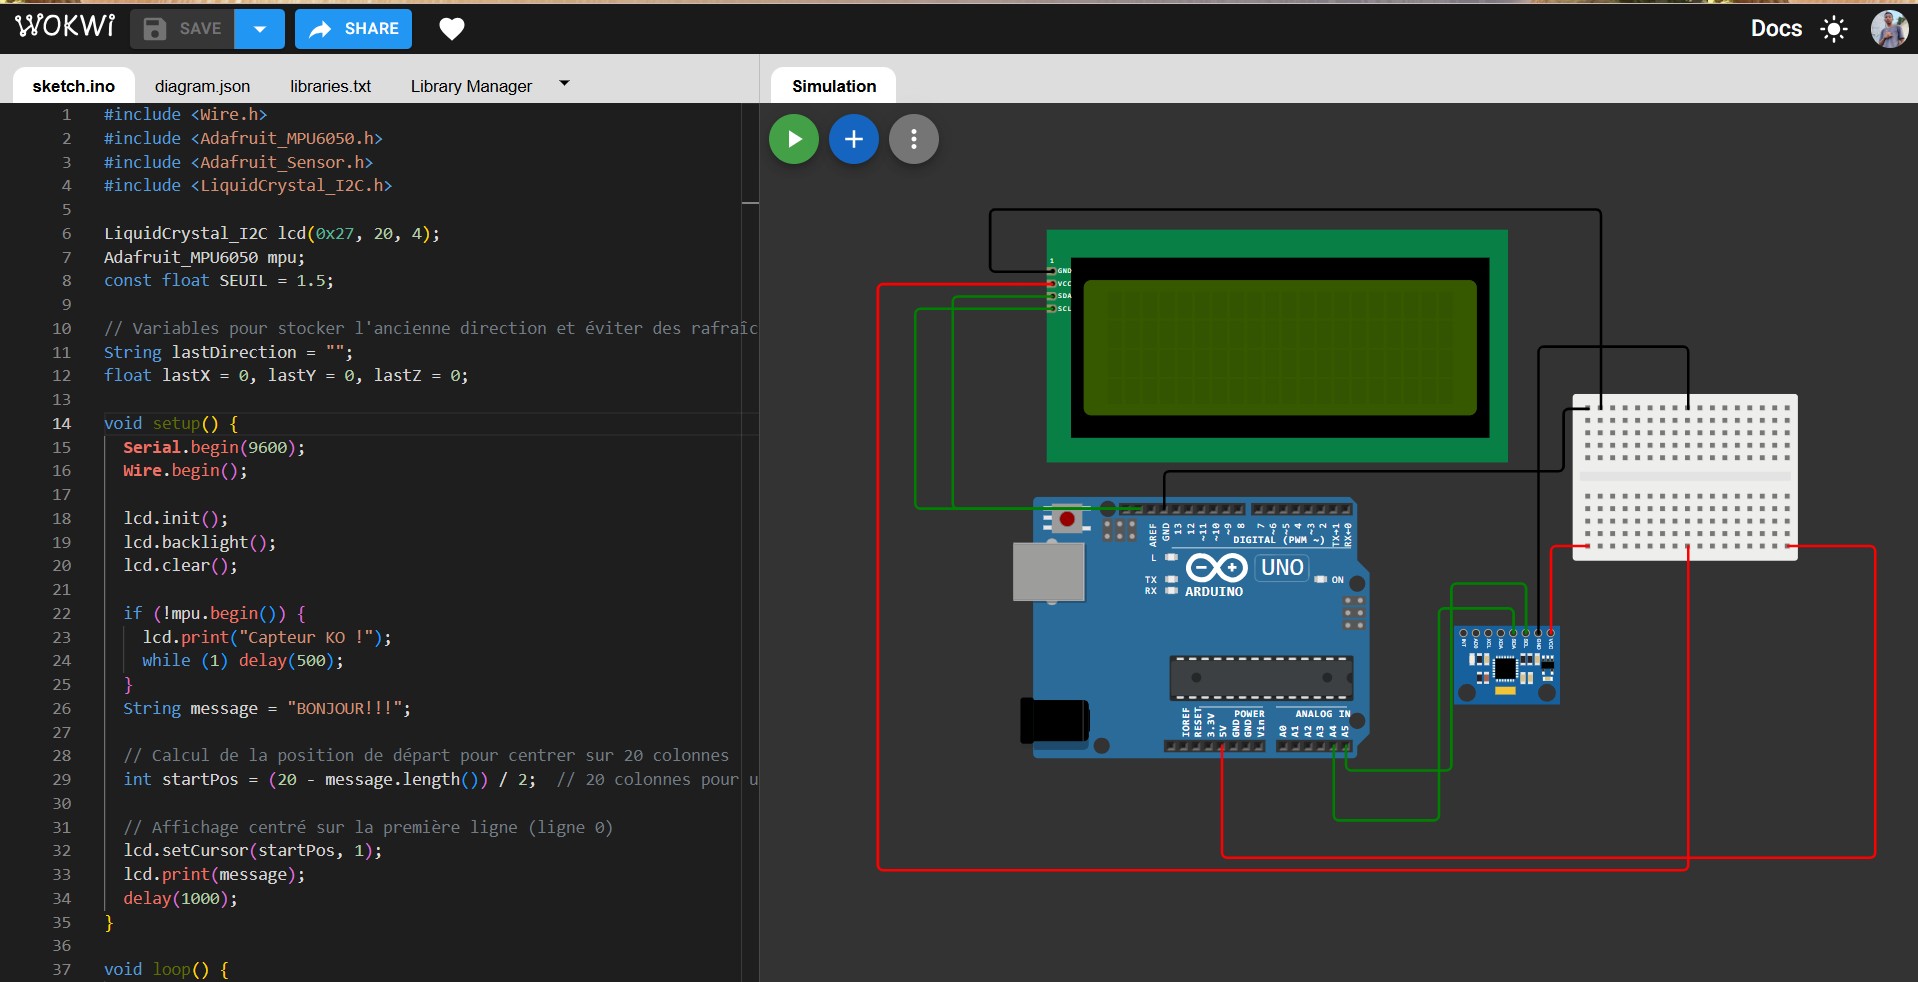 WOKWi SAVE SHARE Docs
sketch.ino diagram.json libraries.txt Library Manager Simulation
1 #include <Wire.h>
2 #include <Adafruit_MPU6050.h>
3 #include <Adafruit_Sensor.h>
4 #include <LiquidCrystal_I2C.h>
5
6 LiquidCrystal_I2C lcd(0x27, 20, 4);
7 Adafruit_MPU6050 mpu;
8 const float SEUIL = 1.5;
9
10 // Variables pour stocker l'ancienne direction et éviter des rafraîc
11 String lastDirection = "";
12 float lastX = 0, lastY = 0, lastZ = 0;
13
14 void setup() {
15 Serial.begin(9600);
16 Wire.begin();
17
18 lcd.init();
19 lcd.backlight();
20 lcd.clear();
21
22 if (!mpu.begin()) {
23 lcd.print("Capteur KO !");
24 while (1) delay(500);
25 }
26 String message = "BONJOUR!!!";
27
28 // Calcul de la position de départ pour centrer sur 20 colonnes
29 int startPos = (20 - message.length()) / 2;  // 20 colonnes pour u
30
31 // Affichage centré sur la première ligne (ligne 0)
32 lcd.setCursor(startPos, 1);
33 lcd.print(message);
34 delay(1000);
35 }
36
37 void loop() {
1
GND
VCC
SDA
SCL
AREF GND 13 12 ~11 ~10 ~9 8 7 ~6 ~5 4 ~3 2 TX→1 RX←0
DIGITAL (PWM ~)
L
TX
RX
UNO
ON
ARDUINO
INT AD0 XCL XDA SDA SCL GND VCC
POWER ANALOG IN
IOREF RESET 3.3V 5V GND GND Vin A0 A1 A2 A3 A4 A5